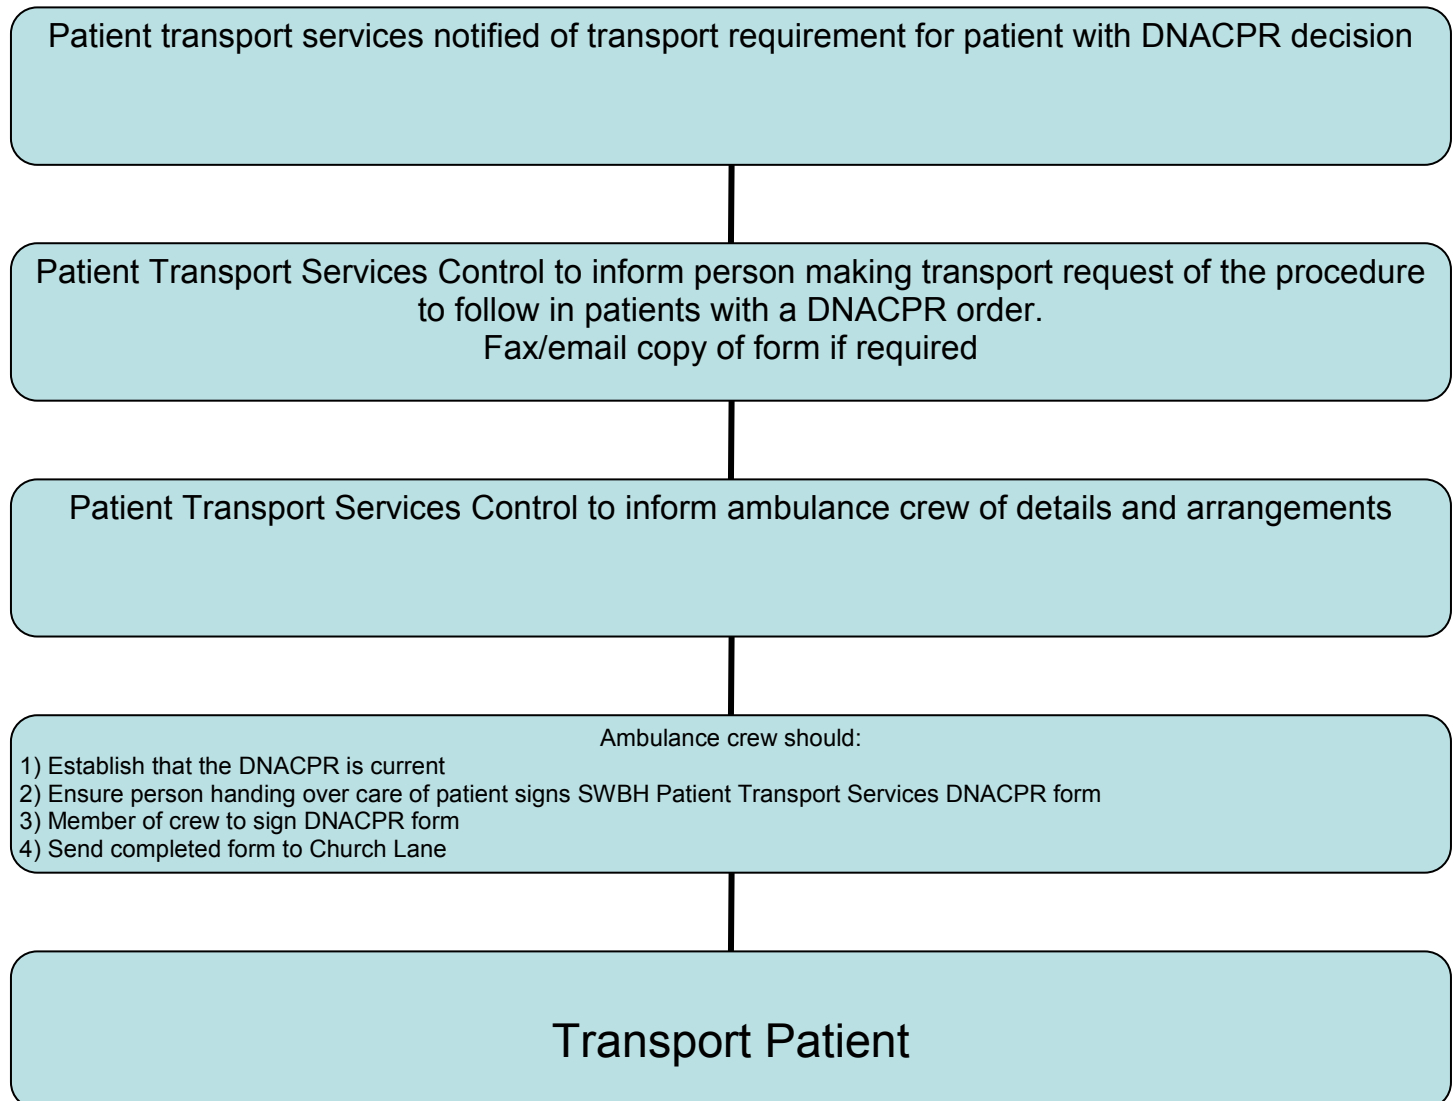 Patient transport services notified of transport requirement for patient with DNACPR decision
Patient Transport Services Control to inform person making transport request of the procedure
to follow in patients with a DNACPR order.
Fax/email copy of form if required
Patient Transport Services Control to inform ambulance crew of details and arrangements
Ambulance crew should:
1) Establish that the DNACPR is current
2) Ensure person handing over care of patient signs SWBH Patient Transport Services DNACPR form
3) Member of crew to sign DNACPR form
4) Send completed form to Church Lane
Transport Patient